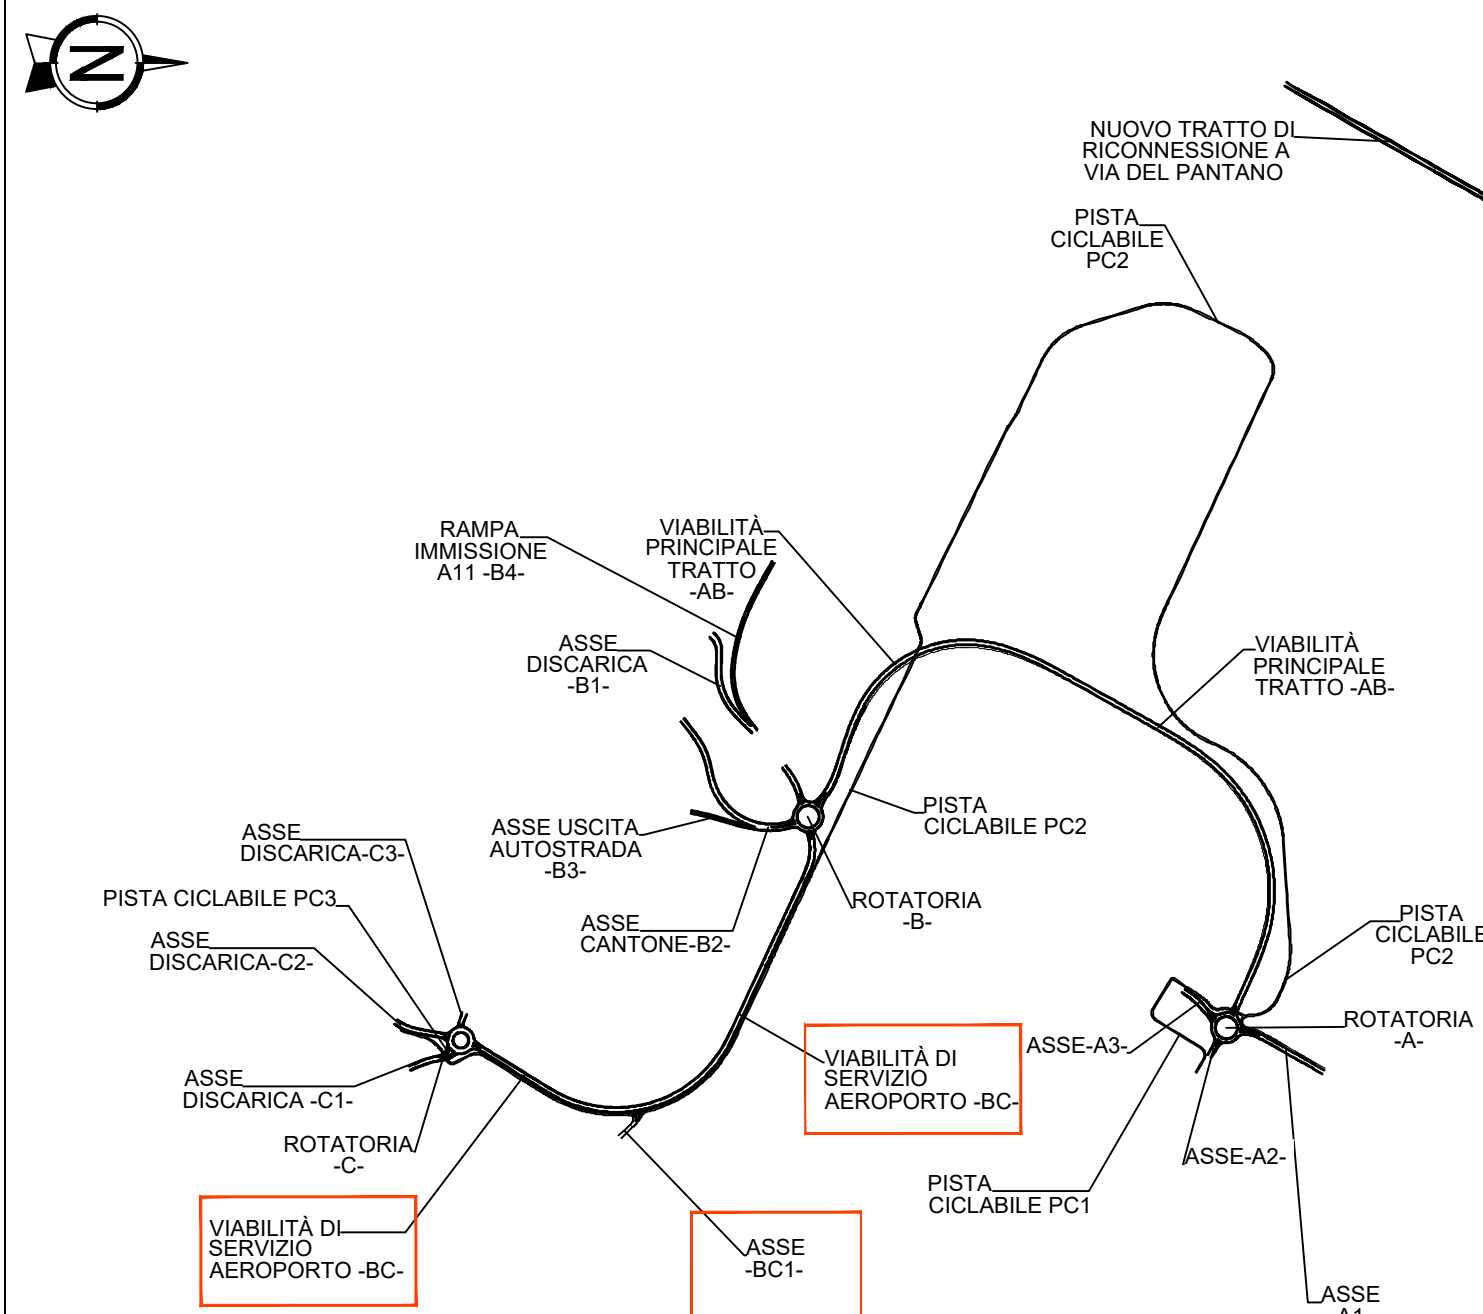 N
NUOVO TRATTO DI
RICONNESSIONE A
VIA DEL PANTANO
PISTA
CICLABILE
PC2
RAMPA
IMMISSIONE
A11 -B4-
VIABILITÀ
PRINCIPALE
TRATTO
-AB-
ASSE
DISCARICA
-B1-
VIABILITÀ
PRINCIPALE
TRATTO -AB-
ASSE
DISCARICA-C3-
ASSE USCITA
AUTOSTRADA
-B3-
PISTA
CICLABILE PC2
PISTA CICLABILE PC3
ASSE
DISCARICA-C2-
ASSE
CANTONE-B2-
ROTATORIA
-B-
PISTA
CICLABILE
PC2
ASSE
DISCARICA -C1-
VIABILITÀ DI
SERVIZIO
AEROPORTO -BC-
ASSE-A3-
ROTATORIA
-A-
ROTATORIA
-C-
ASSE-A2-
PISTA
CICLABILE PC1
VIABILITÀ DI
SERVIZIO
AEROPORTO -BC-
ASSE
-BC1-
ASSE
-A1-